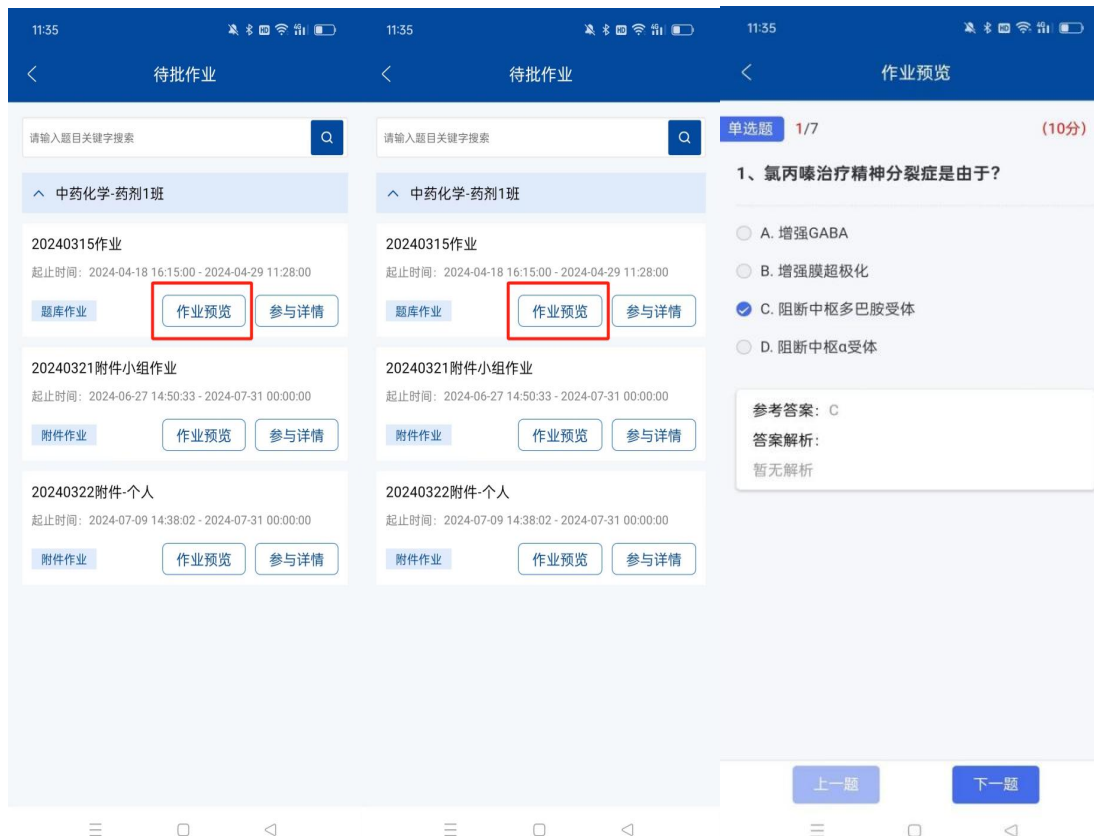 11:35
待批作业
请输入题目关键字搜索
中药化学-药剂1班
20240315作业
起止时间：2024-04-18 16:15:00 - 2024-04-29 11:28:00
题库作业 作业预览 参与详情
20240321附件小组作业
起止时间：2024-06-27 14:50:33 - 2024-07-31 00:00:00
附件作业 作业预览 参与详情
20240322附件-个人
起止时间：2024-07-09 14:38:02 - 2024-07-31 00:00:00
附件作业 作业预览 参与详情
11:35
待批作业
请输入题目关键字搜索
中药化学-药剂1班
20240315作业
起止时间：2024-04-18 16:15:00 - 2024-04-29 11:28:00
题库作业 作业预览 参与详情
20240321附件小组作业
起止时间：2024-06-27 14:50:33 - 2024-07-31 00:00:00
附件作业 作业预览 参与详情
20240322附件-个人
起止时间：2024-07-09 14:38:02 - 2024-07-31 00:00:00
附件作业 作业预览 参与详情
11:35
作业预览
单选题 1/7 (10分)
1、氯丙嗪治疗精神分裂症是由于?
A. 增强GABA
B. 增强膜超极化
C. 阻断中枢多巴胺受体
D. 阻断中枢α受体
参考答案：C
答案解析：
暂无解析
上一题 下一题